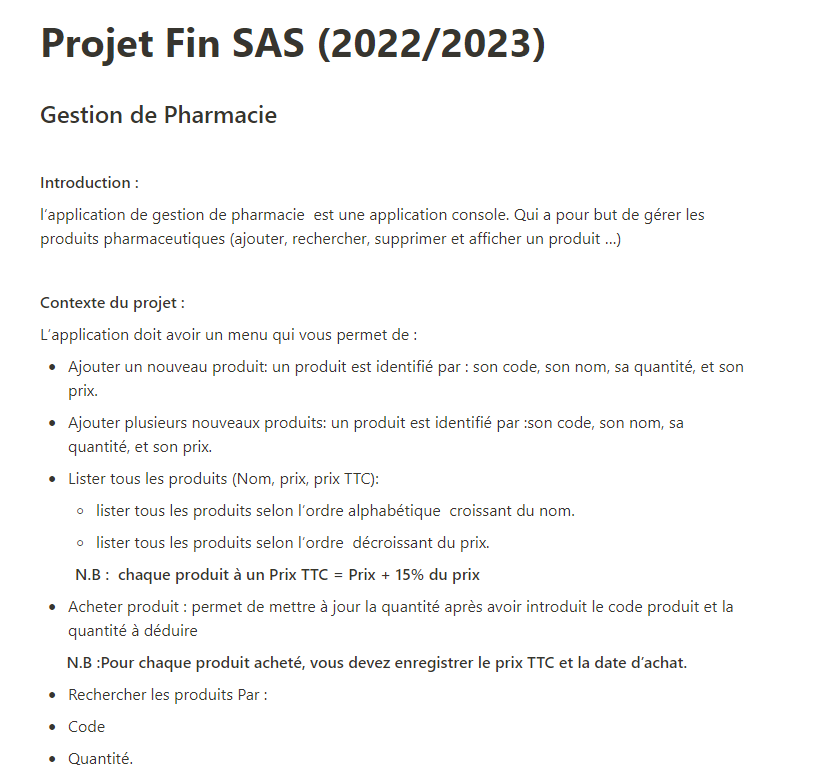 Projet Fin SAS (2022/2023)
Gestion de Pharmacie
Introduction :
l’application de gestion de pharmacie  est une application console. Qui a pour but de gérer les
produits pharmaceutiques (ajouter, rechercher, supprimer et afficher un produit …)
Contexte du projet :
L’application doit avoir un menu qui vous permet de :
• Ajouter un nouveau produit: un produit est identifié par : son code, son nom, sa quantité, et son
prix.
• Ajouter plusieurs nouveaux produits: un produit est identifié par :son code, son nom, sa
quantité, et son prix.
• Lister tous les produits (Nom, prix, prix TTC):
◦ lister tous les produits selon l’ordre alphabétique  croissant du nom.
◦ lister tous les produits selon l’ordre  décroissant du prix.
N.B :  chaque produit à un Prix TTC = Prix + 15% du prix
• Acheter produit : permet de mettre à jour la quantité après avoir introduit le code produit et la
quantité à déduire
N.B :Pour chaque produit acheté, vous devez enregistrer le prix TTC et la date d’achat.
• Rechercher les produits Par :
• Code
• Quantité.